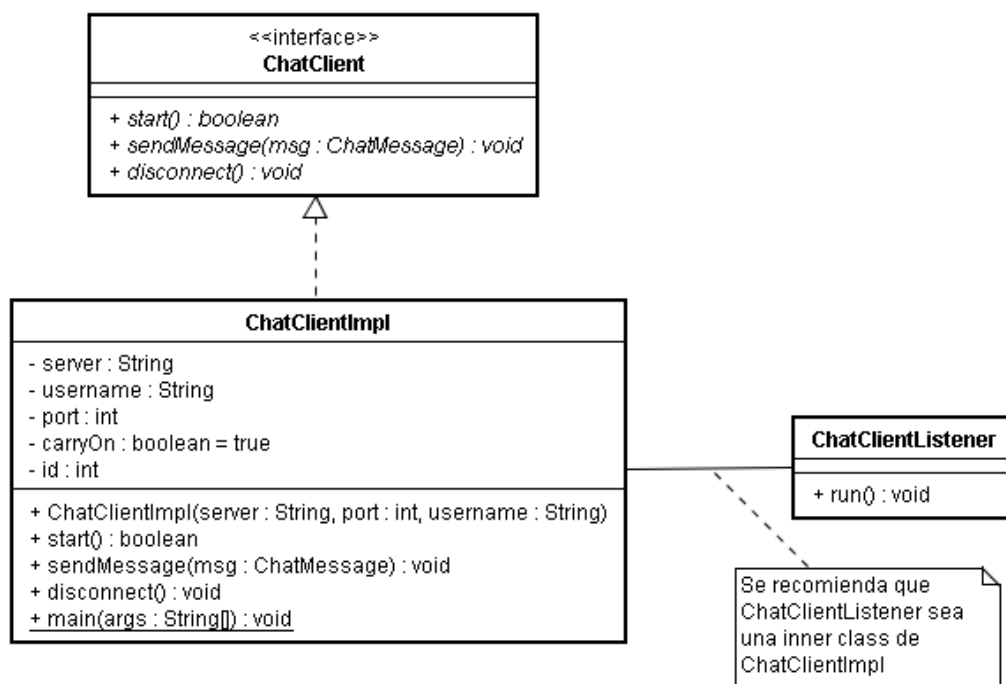 <<interface>>
ChatClient
+ start() : boolean
+ sendMessage(msg : ChatMessage) : void
+ disconnect() : void
ChatClientImpl
- server : String
- username : String
- port : int
- carryOn : boolean = true
- id : int
+ ChatClientImpl(server : String, port : int, username : String)
+ start() : boolean
+ sendMessage(msg : ChatMessage) : void
+ disconnect() : void
+ main(args : String[]) : void
ChatClientListener
+ run() : void
Se recomienda que
ChatClientListener sea
una inner class de
ChatClientImpl